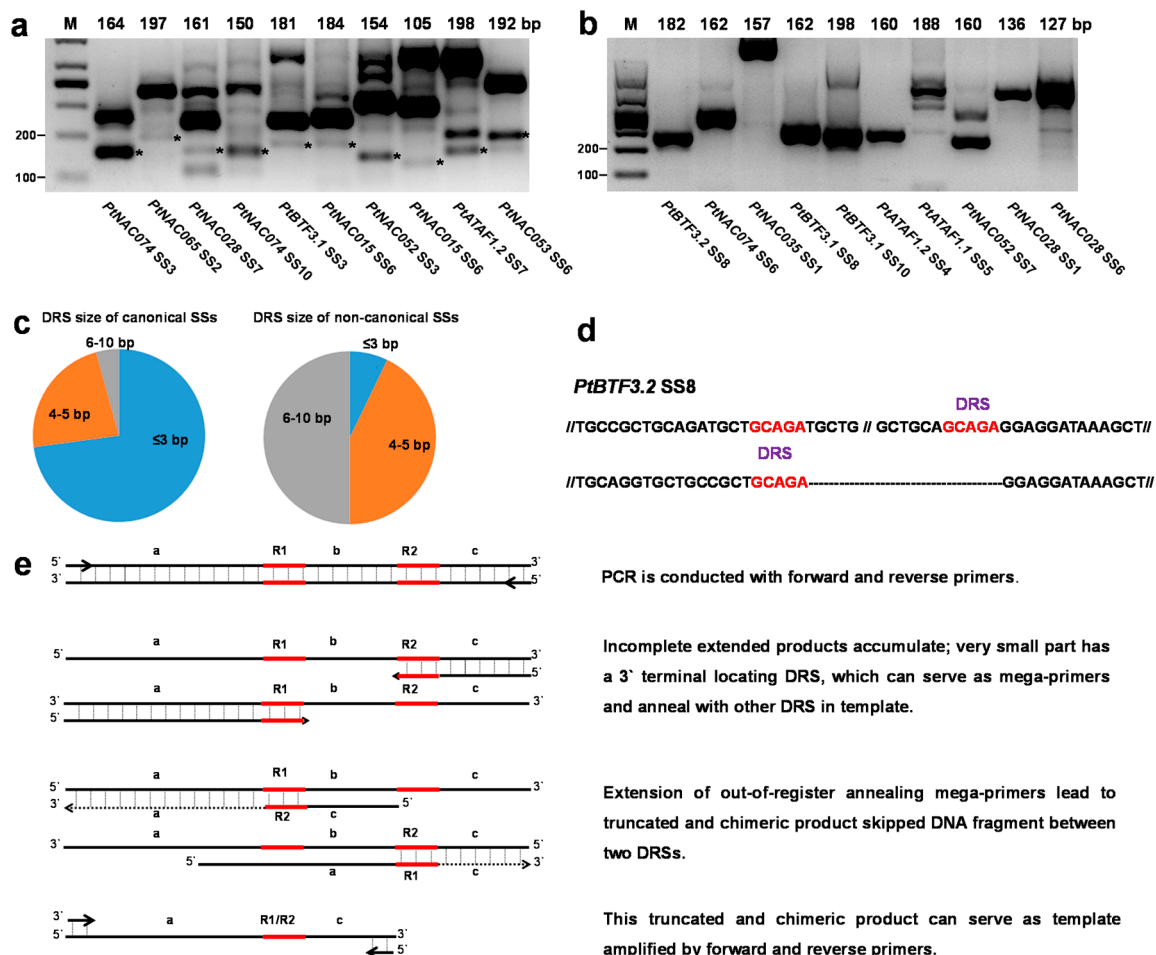 a
M 164 197 161 150 181 184 154 105 198 192 bp
200
100
* * * * * * * * * *
PtNAC074 SS3
PtNAC065 SS2
PtNAC028 SS7
PtNAC074 SS10
PtBTF3.1 SS3
PtNAC015 SS6
PtNAC052 SS3
PtNAC015 SS6
PtATAF1.2 SS7
PtNAC053 SS6
b
M 182 162 157 162 198 160 188 160 136 127 bp
200
100
PtBTF3.2 SS8
PtNAC074 SS6
PtNAC035 SS1
PtBTF3.1 SS8
PtBTF3.1 SS10
PtATAF1.2 SS4
PtATAF1.1 SS5
PtNAC052 SS7
PtNAC028 SS1
PtNAC028 SS6
c
DRS size of canonical SSs
6-10 bp
4-5 bp
≤3 bp
DRS size of non-canonical SSs
≤3 bp
6-10 bp
4-5 bp
d
PtBTF3.2 SS8
DRS
//TGCCGCTGCAGATGCTGCAGATGCTG // GCTGCAGCAGAGGAGGATAAAGCT//
DRS
//TGCAGGTGCTGCCGCTGCAGA---------------------------------------GGAGGATAAAGCT//
e
a R1 b R2 c
5` 3`
3` 5`
PCR is conducted with forward and reverse primers.
a R1 b R2 c
5` 3`
5`
a R1 b R2 c
3` 5`
5`
Incomplete extended products accumulate; very small part has
a 3` terminal locating DRS, which can serve as mega-primers
and anneal with other DRS in template.
a R1 b c
5` 3`
3` 5`
a R2 c
a b R2 c
3` 5`
5` 3`
a R1 c
Extension of out-of-register annealing mega-primers lead to
truncated and chimeric product skipped DNA fragment between
two DRSs.
3` a R1/R2 c
5` 3`
5`
This truncated and chimeric product can serve as template
amplified by forward and reverse primers.